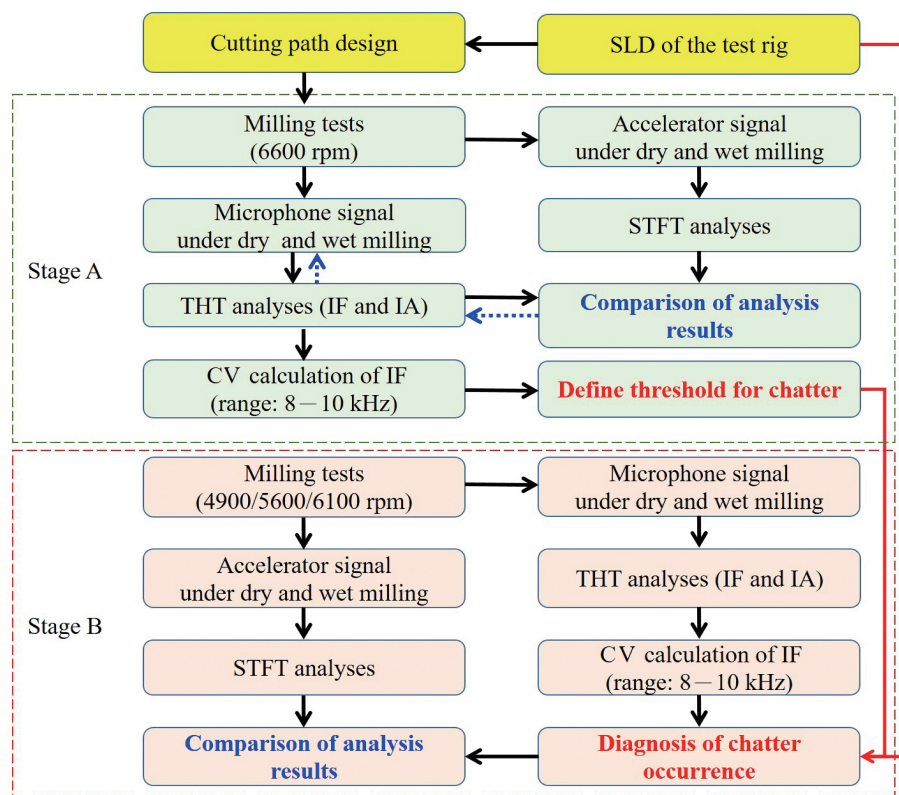 Cutting path design
SLD of the test rig
Stage A
Milling tests
(6600 rpm)
Accelerator signal
under dry and wet milling
Microphone signal
under dry and wet milling
STFT analyses
THT analyses (IF and IA)
Comparison of analysis
results
CV calculation of IF
(range: 8－10 kHz)
Define threshold for chatter
Stage B
Milling tests
(4900/5600/6100 rpm)
Microphone signal
under dry and wet milling
Accelerator signal
under dry and wet milling
THT analyses (IF and IA)
STFT analyses
CV calculation of IF
(range: 8－10 kHz)
Comparison of analysis
results
Diagnosis of chatter
occurrence